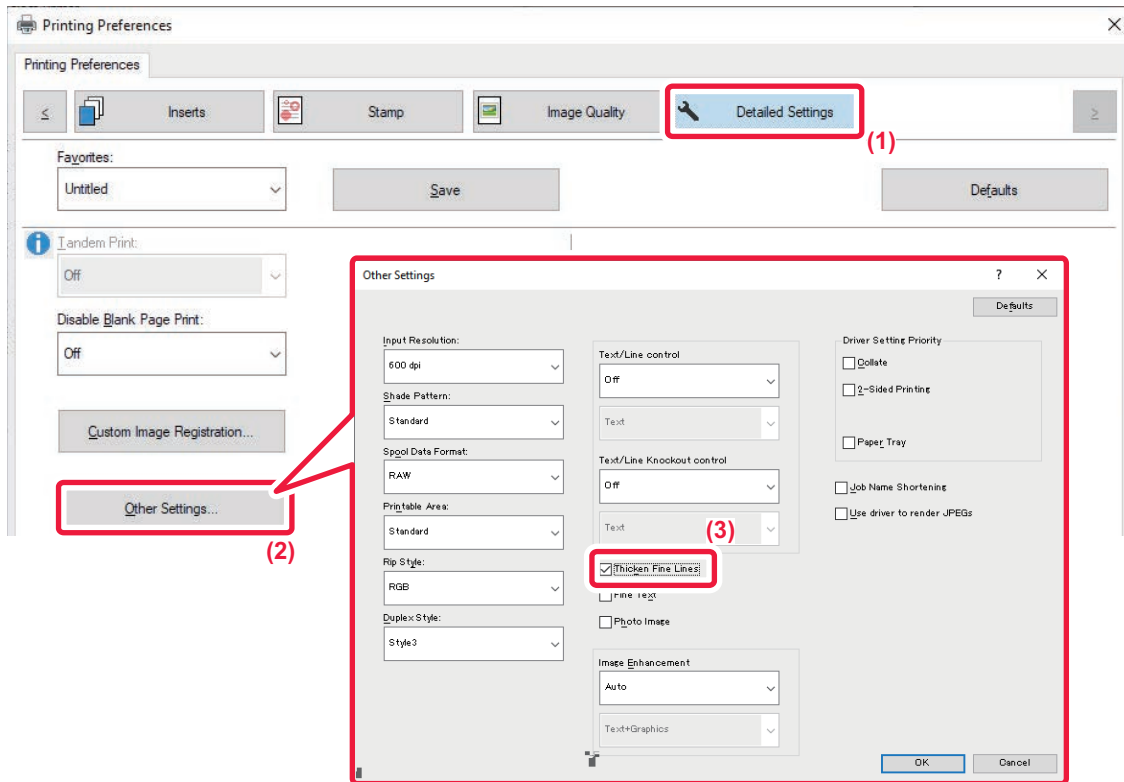 Printing Preferences
Printing Preferences
<
Inserts
Stamp
Image Quality
Detailed Settings
>
(1)
Favorites:
Untitled
Save
Defaults
Tandem Print:
Off
Disable Blank Page Print:
Off
Custom Image Registration...
Other Settings...
(2)
Other Settings
?
Defaults
Input Resolution:
600 dpi
Shade Pattern:
Standard
Spool Data Format:
RAW
Printable Area:
Standard
Rip Style:
RGB
Duplex Style:
Style3
Text/Line control
Off
Text
Text/Line Knockout control
Off
Text
(3)
Thicken Fine Lines
Fine Text
Photo Image
Image Enhancement
Auto
Text+Graphics
Driver Setting Priority
Collate
2-Sided Printing
Paper Tray
Job Name Shortening
Use driver to render JPEGs
OK
Cancel